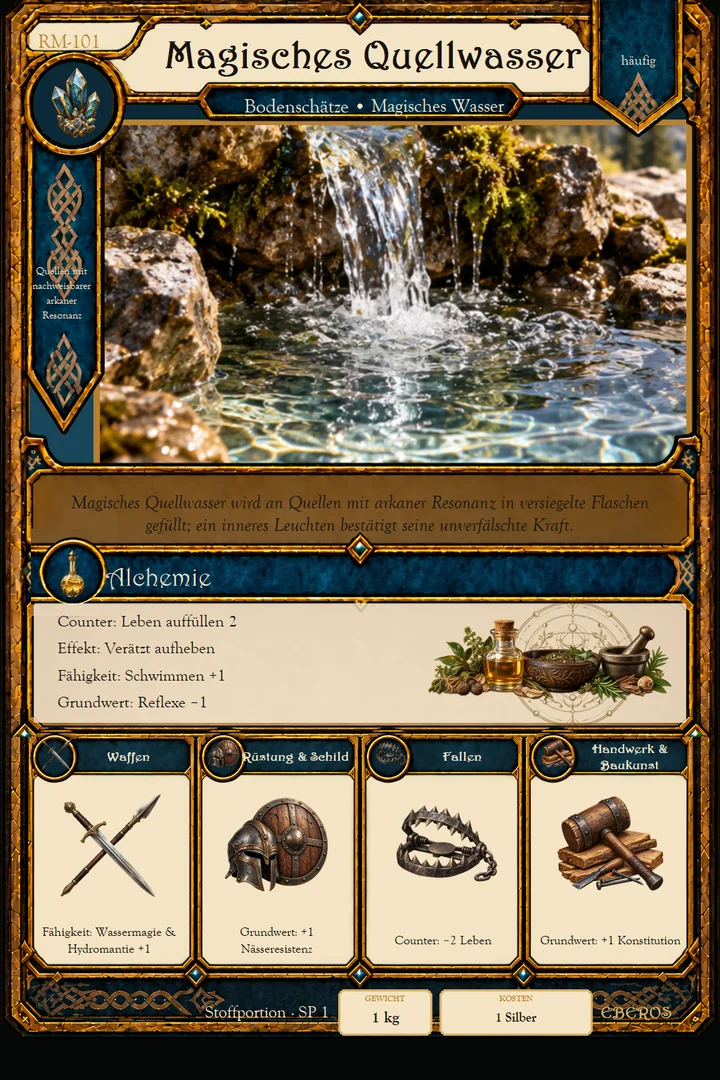 RM-101
Magisches Quellwasser
häufig
Bodenschätze • Magisches Wasser
Quellen mit
nachweisbarer
arkaner
Resonanz
Magisches Quellwasser wird an Quellen mit arkaner Resonanz in versiegelte Flaschen
gefüllt; ein inneres Leuchten bestätigt seine unverfälschte Kraft.
Alchemie
Counter: Leben auffüllen 2
Effekt: Verätzt aufheben
Fähigkeit: Schwimmen +1
Grundwert: Reflexe −1
Waffen
Rüstung & Schild
Fallen
Handwerk &
Baukunst
Fähigkeit: Wassermagie &
Hydromantie +1
Grundwert: +1
Nässeresistenz
Counter: −2 Leben
Grundwert: +1 Konstitution
Stoffportion · SP 1
GEWICHT
1 kg
KOSTEN
1 Silber
EBEROS